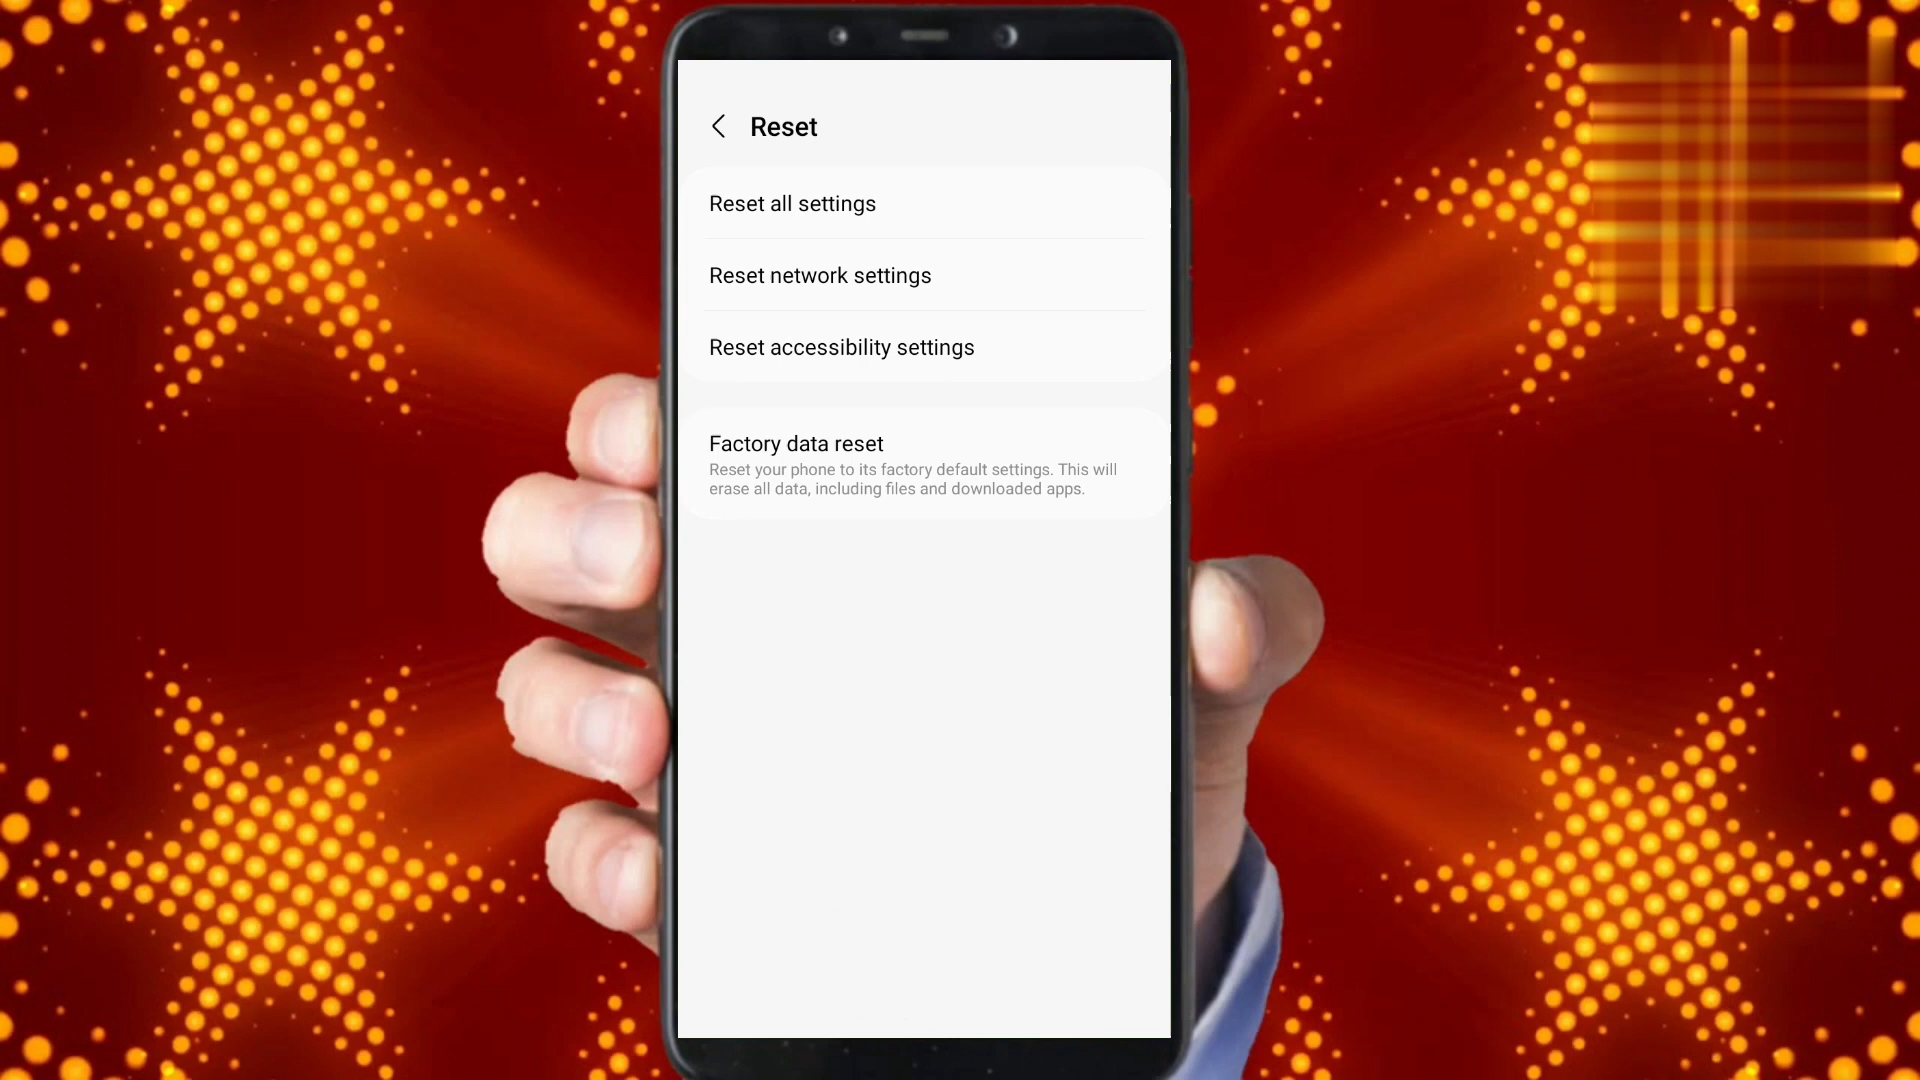 Reset
Reset all settings
Reset network settings
Reset accessibility settings
Factory data reset
Reset your phone to its factory default settings. This will
erase all data, including files and downloaded apps.